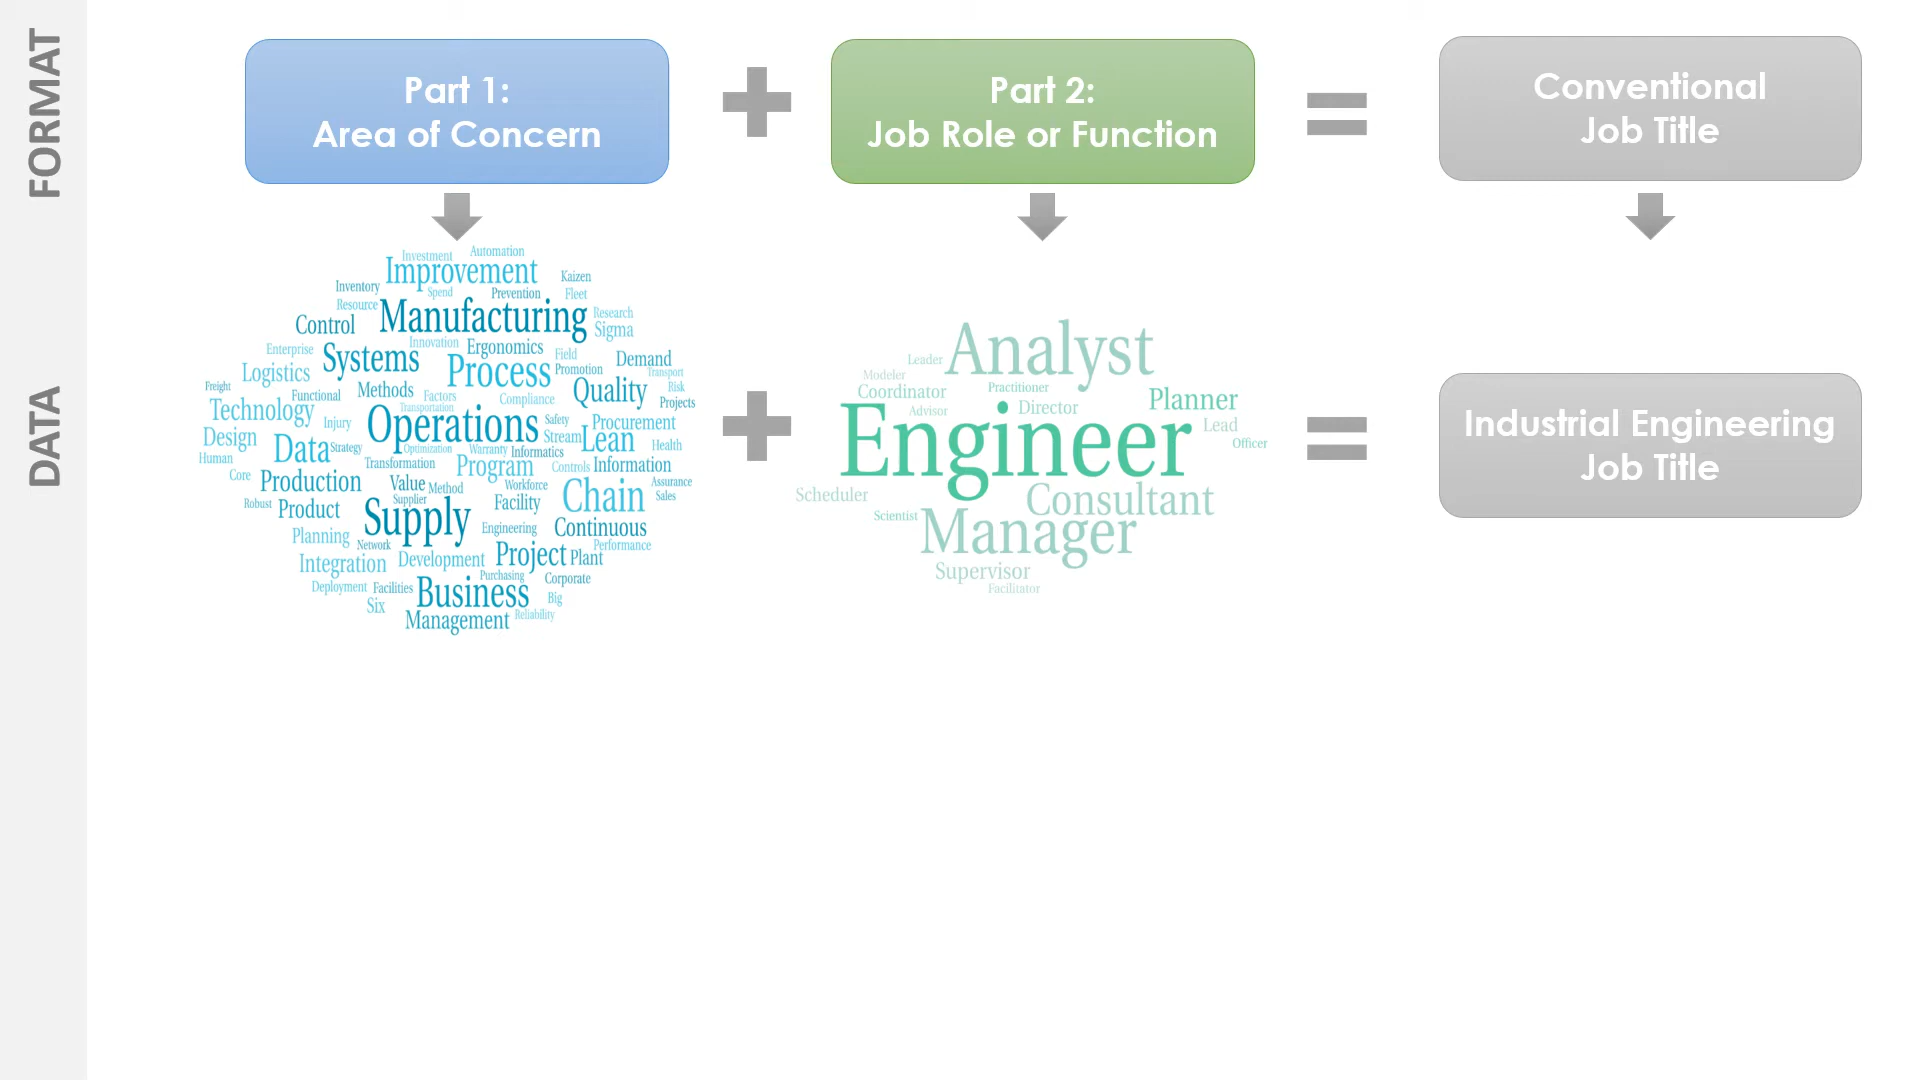 FORMAT
Part 1:
Area of Concern
Part 2:
Job Role or Function
Conventional
Job Title
DATA
Investment Automation
Improvement Kaizen
Inventory Spend Prevention Fleet
Resource Manufacturing Research
Control Sigma
Innovation Ergonomics
Enterprise Systems Field Demand
Logistics Process Promotion Transport
Freight Functional Methods Factors Compliance Quality Risk Projects
Technology Transportation
Injury Operations Safety Procurement
Design Data Strategy Stream Lean Health
Human Optimization Warranty Informatics
Core Transformation Program Controls Information
Production Value Method Workforce Chain Assurance
Robust Product Supplier Facility Sales
Supply Engineering Continuous
Planning Network Performance
Integration Development Project Plant
Deployment Facilities Purchasing Corporate
Six Business Big
Management Reliability
Analyst
Leader
Modeler
Coordinator Practitioner Planner
Advisor Director Lead
Engineer Officer
Scheduler Consultant
Scientist Manager
Supervisor
Facilitator
Industrial Engineering
Job Title